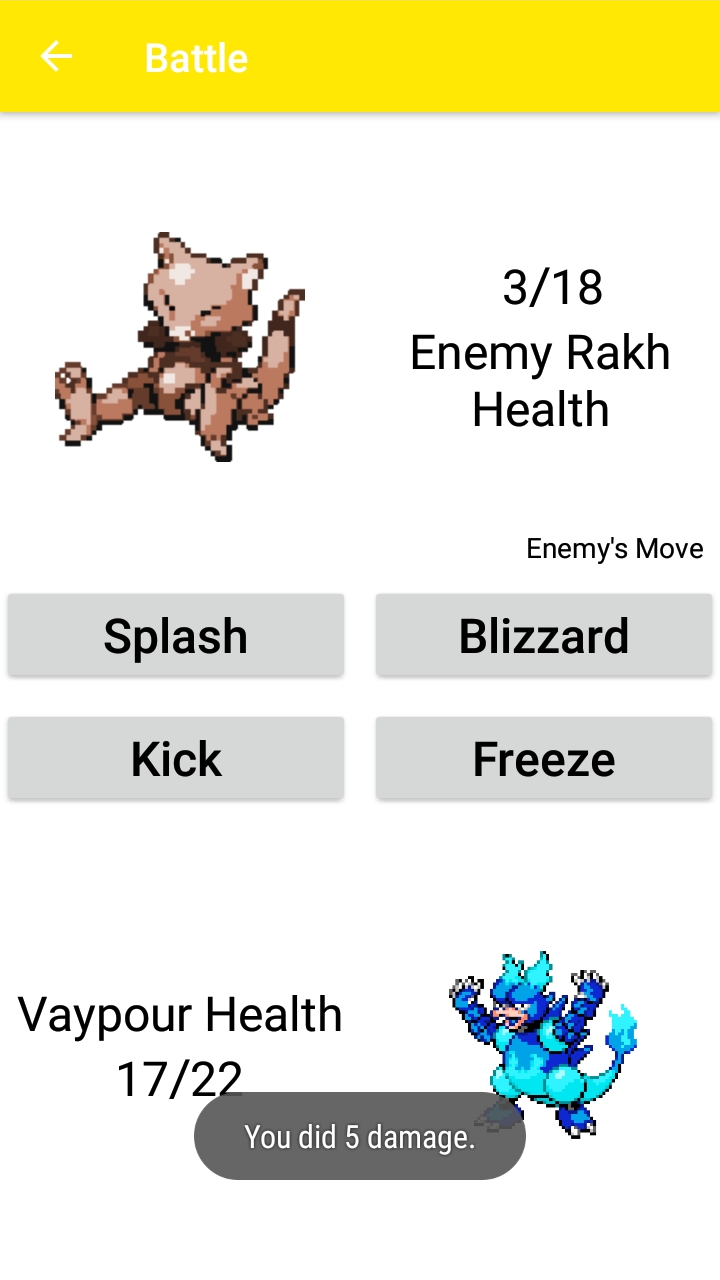 Battle
3/18
Enemy Rakh
Health
Enemy's Move
Splash
Blizzard
Kick
Freeze
Vaypour Health
17/22
You did 5 damage.